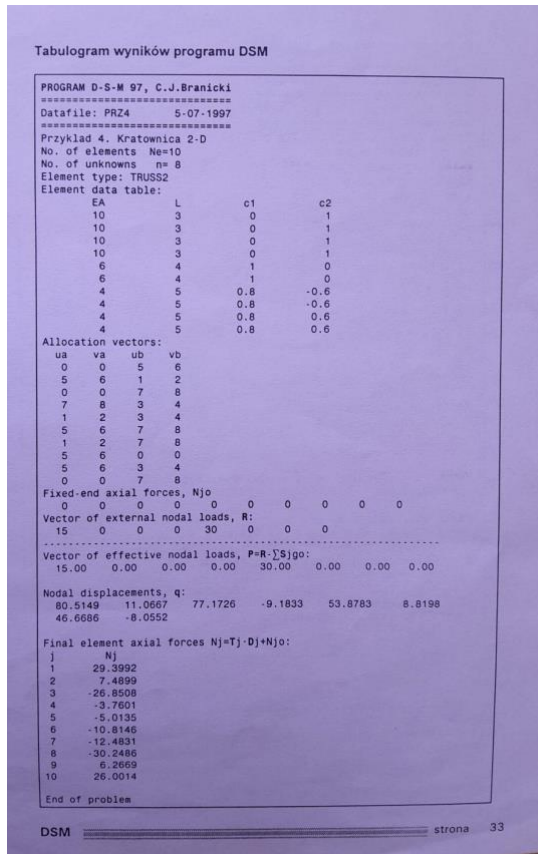 Tabulogram wyników programu DSM
PROGRAM D-S-M 97, C.J.Branicki
==============================
Datafile: PRZ4 5-07-1997
==============================
Przyklad 4. Kratownica 2-D
No. of elements Ne=10
No. of unknowns n= 8
Element type: TRUSS2
Element data table:
EA L c1 c2
10 3 0 1
10 3 0 1
10 3 0 1
10 3 0 1
6 4 1 0
6 4 1 0
4 5 0.8 -0.6
4 5 0.8 -0.6
4 5 0.8 0.6
4 5 0.8 0.6
Allocation vectors:
ua va ub vb
0 0 5 6
5 6 1 2
0 0 7 8
7 8 3 4
1 2 3 4
5 6 7 8
1 2 7 8
5 6 0 0
5 6 3 4
0 0 7 8
Fixed-end axial forces, Njo
0 0 0 0 0 0 0 0 0 0
Vector of external nodal loads, R:
15 0 0 0 30 0 0 0
Vector of effective nodal loads, P=R-∑Sjgo:
15.00 0.00 0.00 0.00 30.00 0.00 0.00 0.00
Nodal displacements, q:
80.5149 11.0667 77.1726 -9.1833 53.8783 8.8198
46.6686 -8.0552
Final element axial forces Nj=Tj·Dj+Njo:
j Nj
1 29.3992
2 7.4899
3 -26.8508
4 -3.7601
5 -5.0135
6 -10.8146
7 -12.4831
8 -30.2486
9 6.2669
10 26.0014
End of problem
DSM strona 33